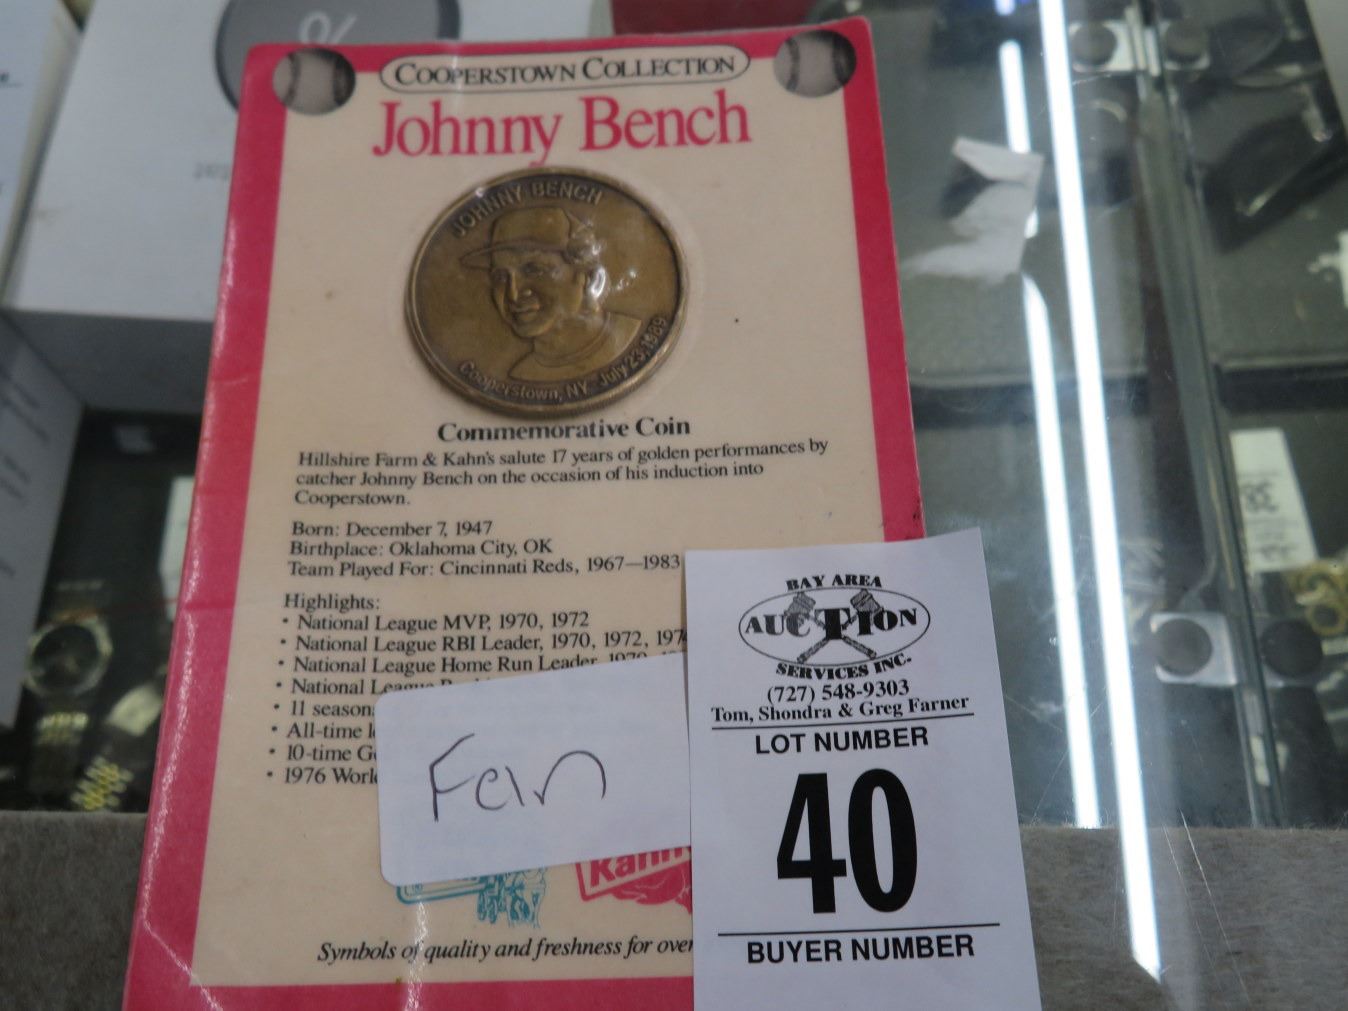 COOPERSTOWN COLLECTION
Johnny Bench
JOHNNY BENCH
Cooperstown, NY July 23, 1989
Commemorative Coin
Hillshire Farm & Kahn's salute 17 years of golden performances by
catcher Johnny Bench on the occasion of his induction into
Cooperstown.
Born: December 7, 1947
Birthplace: Oklahoma City, OK
Team Played For: Cincinnati Reds, 1967—1983
Highlights:
• National League MVP, 1970, 1972
• National League RBI Leader, 1970, 1972, 197
• National League Home Run Leader 1970
• National League
• 11 season
• All-time
• 10-time G
• 1976 World
Fein
Kahn
Symbols of quality and freshness for over
BAY AREA
AUCTION
SERVICES INC.
(727) 548-9303
Tom, Shondra & Greg Farner
LOT NUMBER
40
BUYER NUMBER